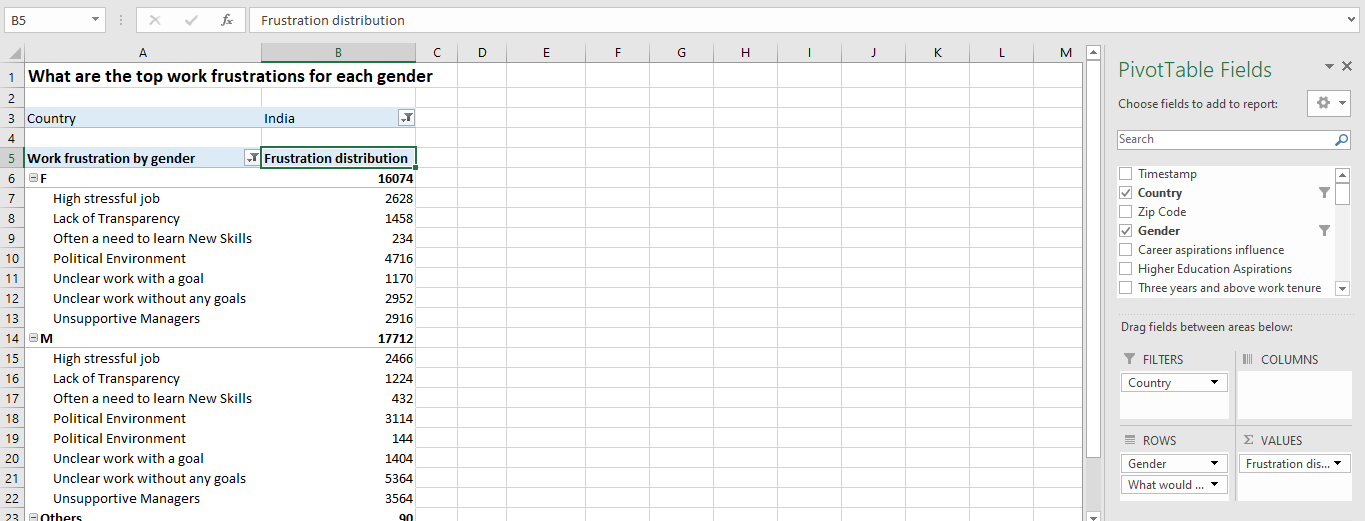 B5 Frustration distribution
A B C D E F G H I J K L M
1 What are the top work frustrations for each gender
2
3 Country India
4
5 Work frustration by gender Frustration distribution
6 F 16074
7 High stressful job 2628
8 Lack of Transparency 1458
9 Often a need to learn New Skills 234
10 Political Environment 4716
11 Unclear work with a goal 1170
12 Unclear work without any goals 2952
13 Unsupportive Managers 2916
14 M 17712
15 High stressful job 2466
16 Lack of Transparency 1224
17 Often a need to learn New Skills 432
18 Political Environment 3114
19 Political Environment 144
20 Unclear work with a goal 1404
21 Unclear work without any goals 5364
22 Unsupportive Managers 3564
23 Others 90
PivotTable Fields
Choose fields to add to report:
Search
Timestamp
Country
Zip Code
Gender
Career aspirations influence
Higher Education Aspirations
Three years and above work tenure
Drag fields between areas below:
FILTERS COLUMNS
Country
ROWS Σ VALUES
Gender Frustration dis...
What would ...